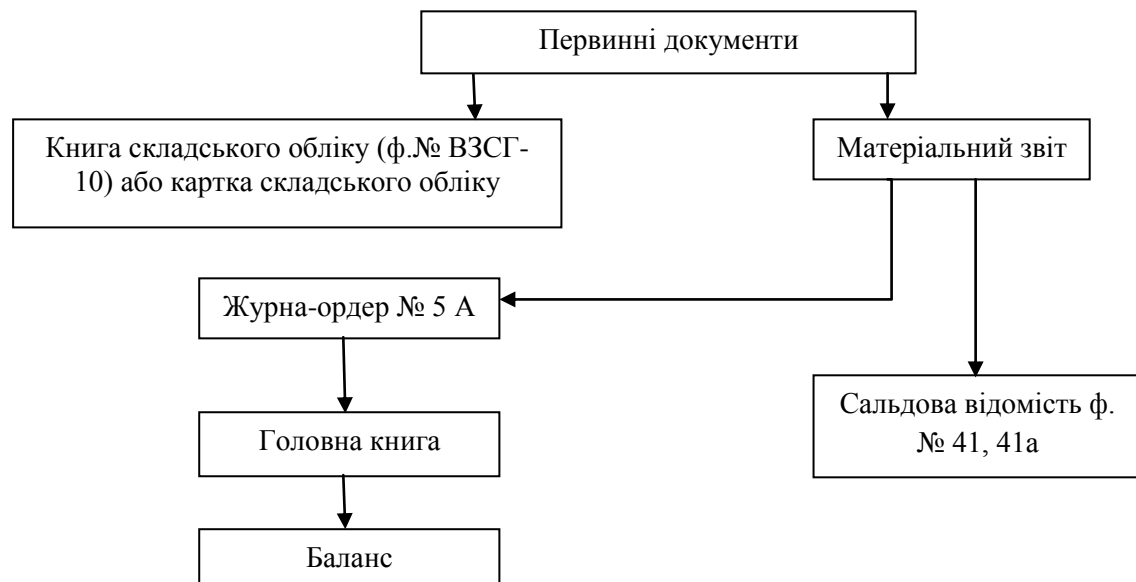 Первинні документи
Книга складського обліку (ф.№ ВЗСГ-
10) або картка складського обліку
Матеріальний звіт
Журна-ордер № 5 А
Сальдова відомість ф.
№ 41, 41а
Головна книга
Баланс